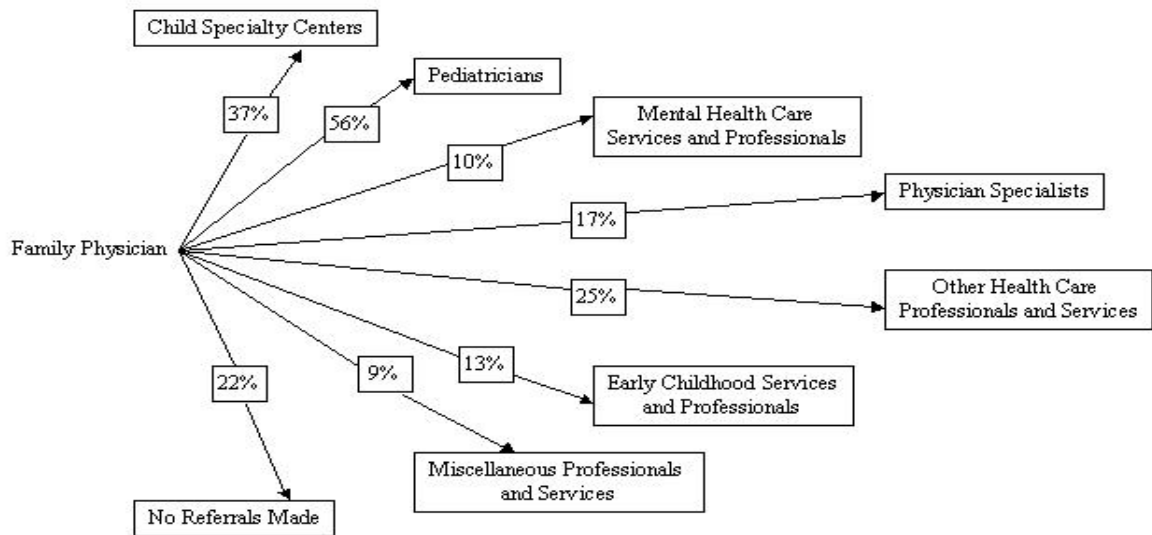 Child Specialty Centers
Pediatricians
37%
56%
Mental Health Care
Services and Professionals
10%
Physician Specialists
17%
Family Physician
Other Health Care
Professionals and Services
25%
13%
9%
22%
Early Childhood Services
and Professionals
Miscellaneous Professionals
and Services
No Referrals Made